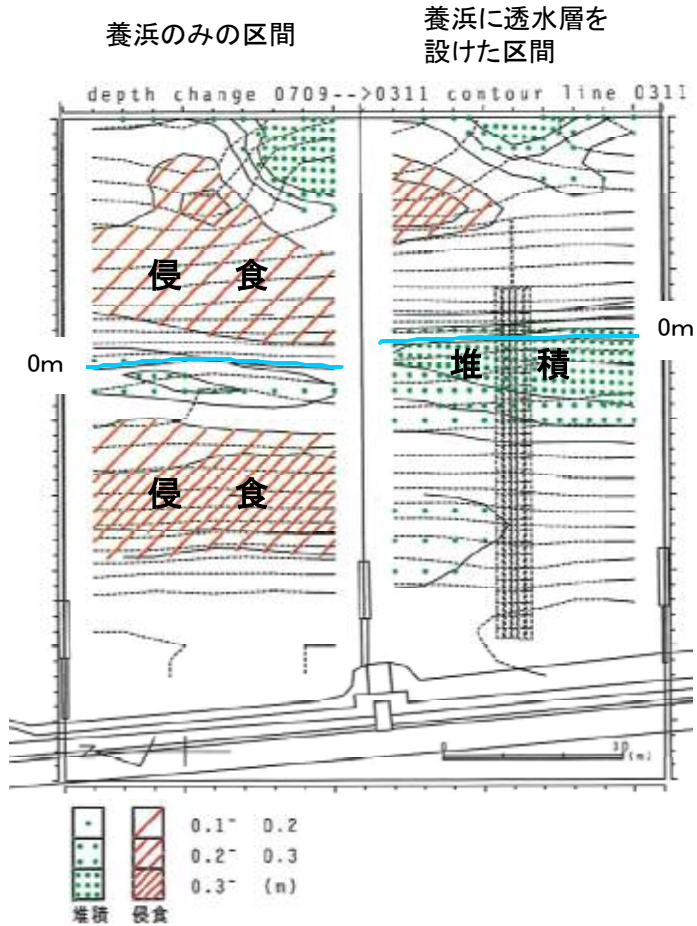 養浜のみの区間
養浜に透水層を
設けた区間
depth change 0709-->0311 contour line 0311
侵 食
0m
0m
堆 積
侵 食
0 30
(m)
0.1- 0.2
0.2- 0.3
0.3- (m)
堆積 侵食